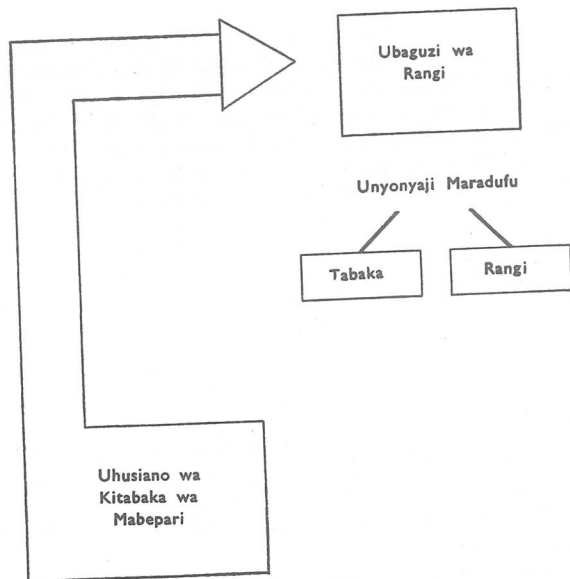 Ubaguzi wa
Rangi
Unyonyaji Maradufu
Tabaka
Rangi
Uhusiano wa
Kitabaka wa
Mabepari